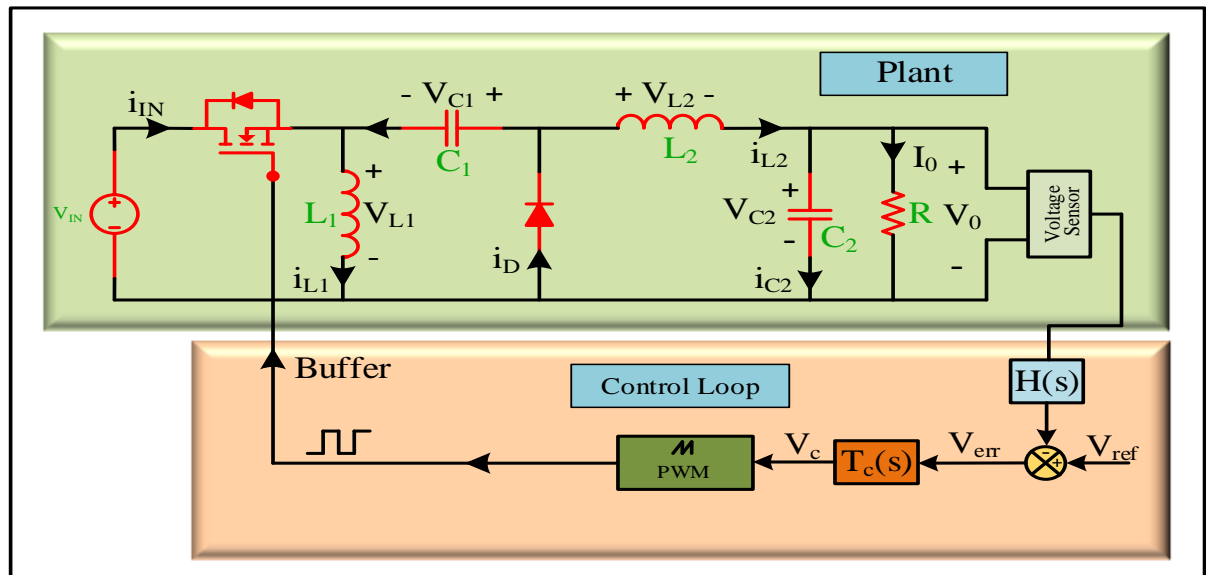 Plant
i_IN
- V_C1 +
+ V_L2 -
C_1
L_2
i_L2
I_0
V_IN
+
-
L_1
+
V_L1
-
i_L1
i_D
+
V_C2
-
C_2
i_C2
R
+
V_0
-
Voltage
Sensor
Buffer
Control Loop
H(s)
PWM
V_c
T_c(s)
V_err
-
+
V_ref